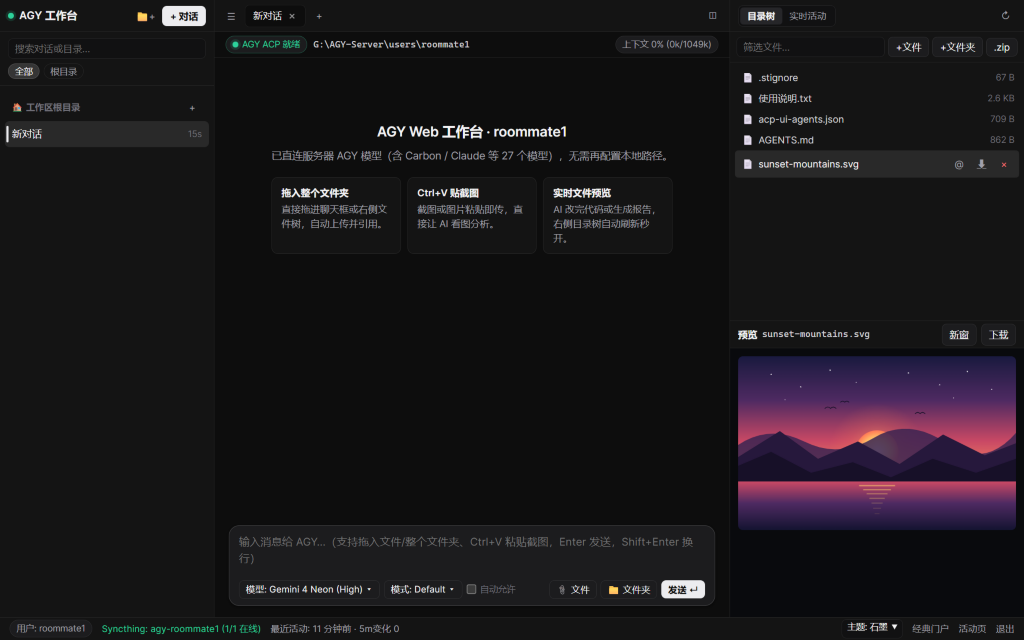 AGY 工作台
+
+ 对话
搜索对话或目录...
全部 根目录
工作区根目录 +
新对话 15s
☰ 新对话 × +
AGY ACP 就绪 G:\AGY-Server\users\roommate1 上下文 0% (0k/1049k)
AGY Web 工作台 · roommate1
已直连服务器 AGY 模型（含 Carbon / Claude 等 27 个模型），无需再配置本地路径。
拖入整个文件夹
直接拖进聊天框或右侧文
件树，自动上传并引用。
Ctrl+V 贴截图
截图或图片粘贴即传，直
接让 AI 看图分析。
实时文件预览
AI 改完代码或生成报告，
右侧目录树自动刷新秒
开。
输入消息给 AGY...（支持拖入文件/整个文件夹、Ctrl+V 粘贴截图，Enter 发送，Shift+Enter 换
行）
模型: Gemini 4 Neon (High) 模式: Default 自动允许 文件 文件夹 发送 ↵
目录树 实时活动
筛选文件... +文件 +文件夹 .zip
.stignore 67 B
使用说明.txt 2.6 KB
acp-ui-agents.json 709 B
AGENTS.md 862 B
sunset-mountains.svg @ ×
预览 sunset-mountains.svg 新窗 下载
用户: roommate1 Syncthing: agy-roommate1 (1/1 在线) 最近活动: 11 分钟前 · 5m变化 0 主题: 石墨 ▼ 经典门户 活动页 退出